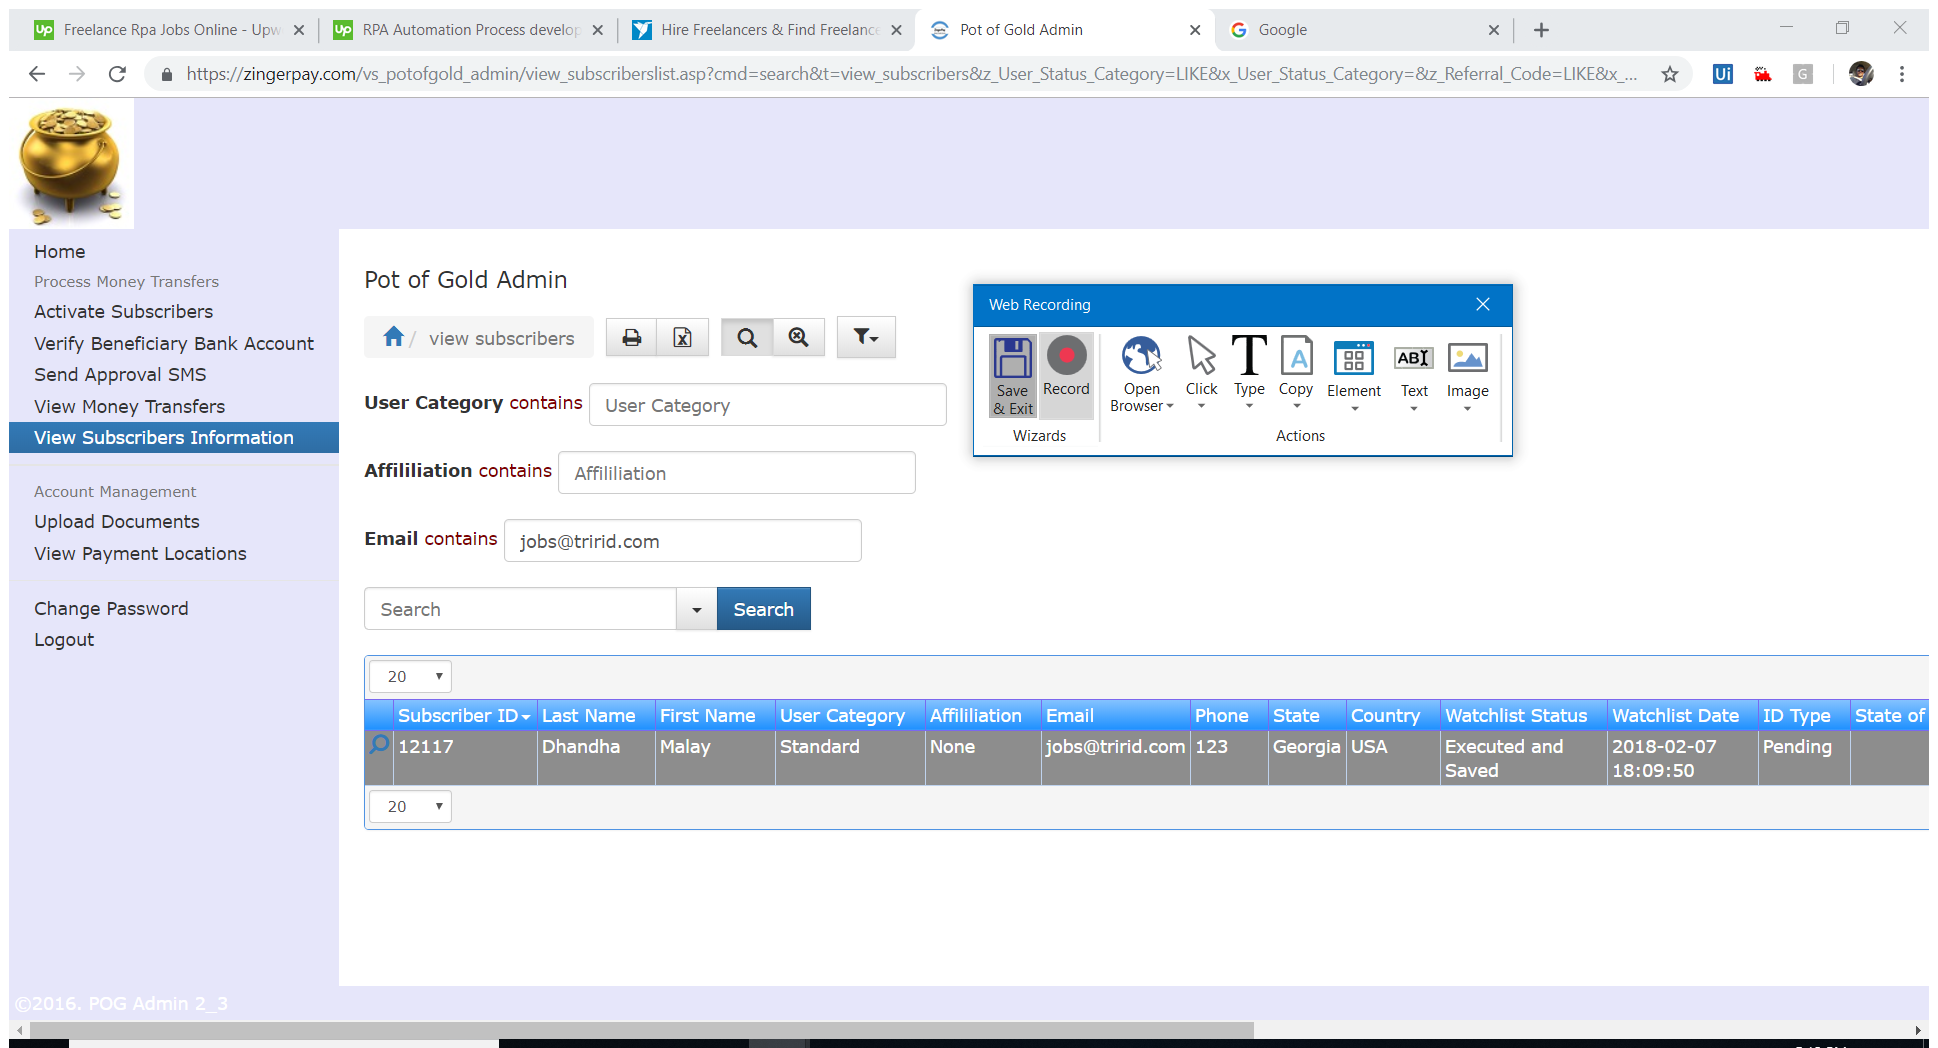 Freelance Rpa Jobs Online - Upw
RPA Automation Process develop
Hire Freelancers & Find Freelance
Pot of Gold Admin
Google
https://zingerpay.com/vs_potofgold_admin/view_subscriberslist.asp?cmd=search&t=view_subscribers&z_User_Status_Category=LIKE&x_User_Status_Category=&z_Referral_Code=LIKE&x_...
Home
Process Money Transfers
Activate Subscribers
Verify Beneficiary Bank Account
Send Approval SMS
View Money Transfers
View Subscribers Information
Account Management
Upload Documents
View Payment Locations
Change Password
Logout
Pot of Gold Admin
/ view subscribers
User Category contains User Category
Affililiation contains Affililiation
Email contains jobs@tririd.com
Search Search
Web Recording
Save & Exit
Record
Open Browser
Click
Type
Copy
Element
Text
Image
Wizards
Actions
20
Subscriber ID Last Name First Name User Category Affililiation Email Phone State Country Watchlist Status Watchlist Date ID Type State of
12117 Dhandha Malay Standard None jobs@tririd.com 123 Georgia USA Executed and Saved 2018-02-07 18:09:50 Pending
20
©2016. POG Admin 2_3